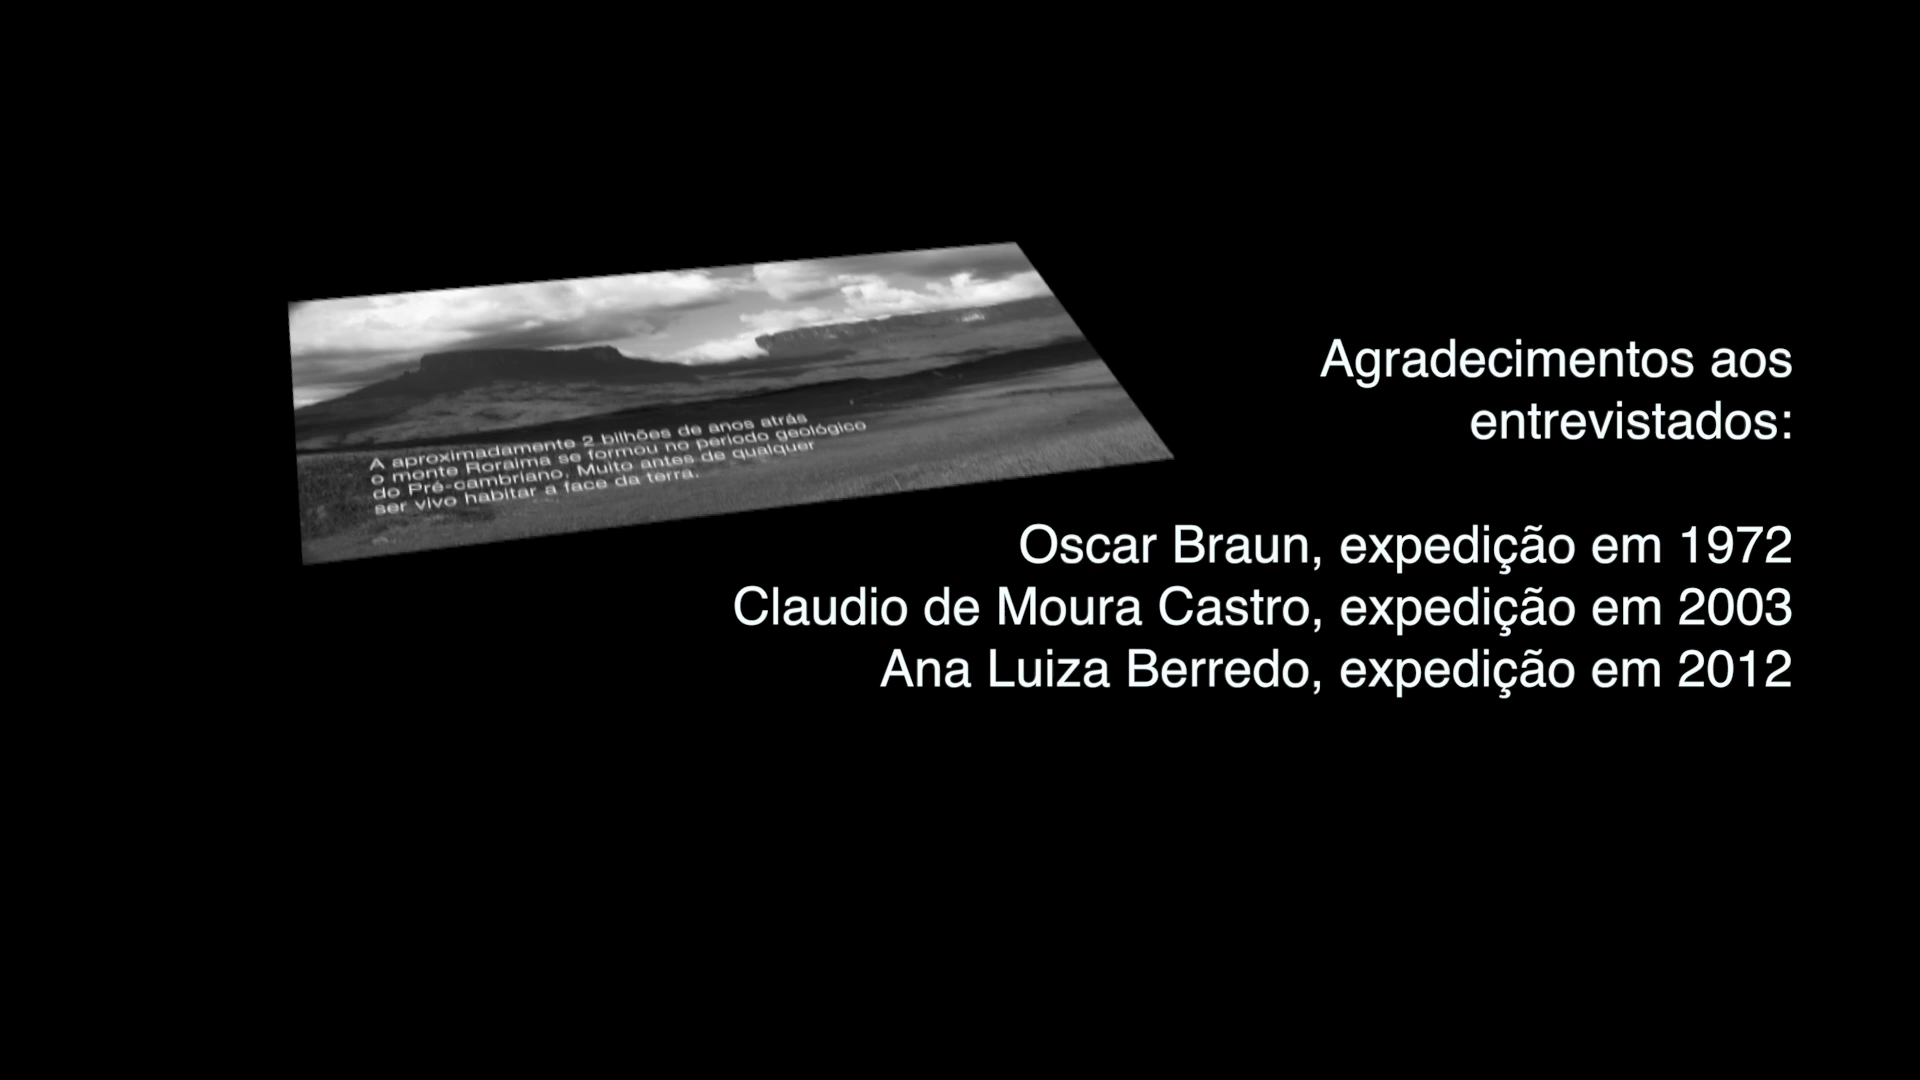 A aproximadamente 2 bilhões de anos atrás
o monte Roraima se formou no período geológico
do Pré-cambriano. Muito antes de qualquer
ser vivo habitar a face da terra.
Agradecimentos aos
entrevistados:
Oscar Braun, expedição em 1972
Claudio de Moura Castro, expedição em 2003
Ana Luiza Berredo, expedição em 2012